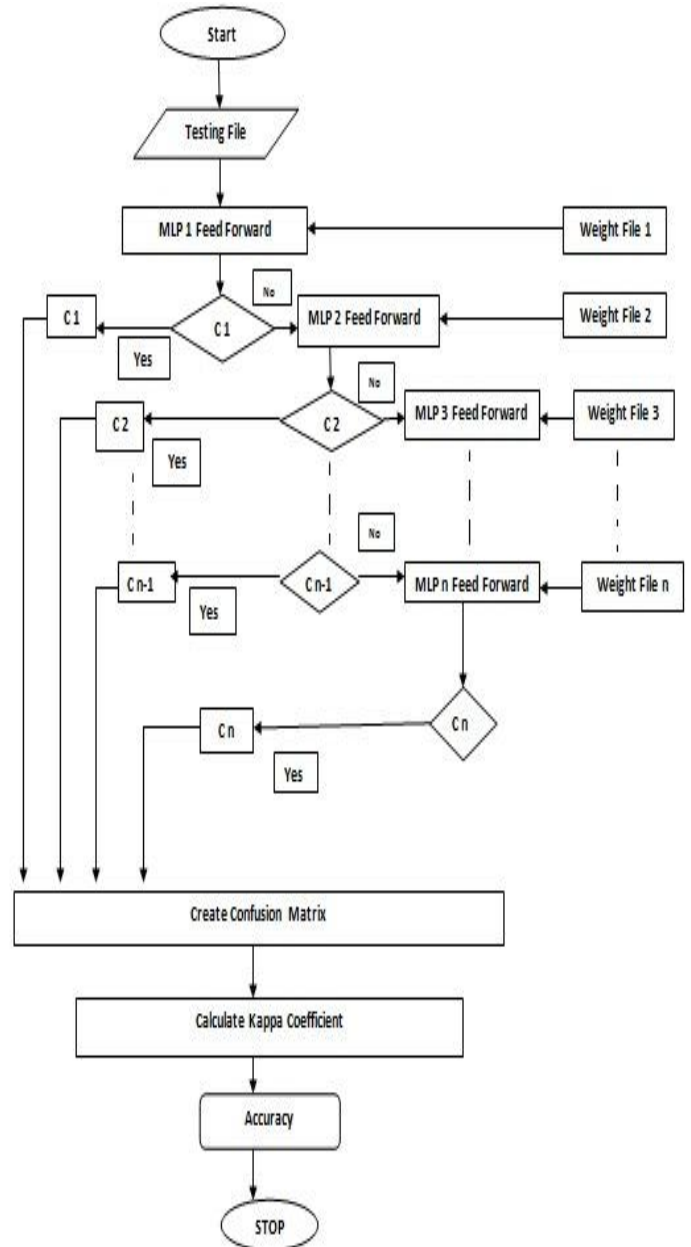 Start
Testing File
MLP 1 Feed Forward
Weight File 1
No
C 1
C 1
MLP 2 Feed Forward
Weight File 2
Yes
No
C 2
C 2
MLP 3 Feed Forward
Weight File 3
Yes
No
C n-1
C n-1
MLP n Feed Forward
Weight File n
Yes
C n
C n
Yes
Create Confusion Matrix
Calculate Kappa Coefficient
Accuracy
STOP